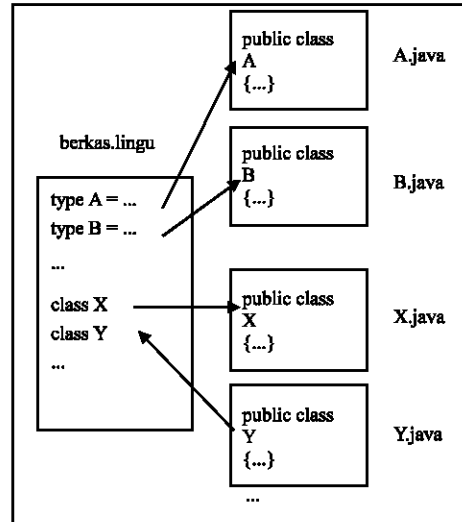 berkas.lingu
type A = ...
type B = ...
...
class X
class Y
...
public class
A
{...}
A.java
public class
B
{...}
B.java
public class
X
{...}
X.java
public class
Y
{...}
Y.java
...